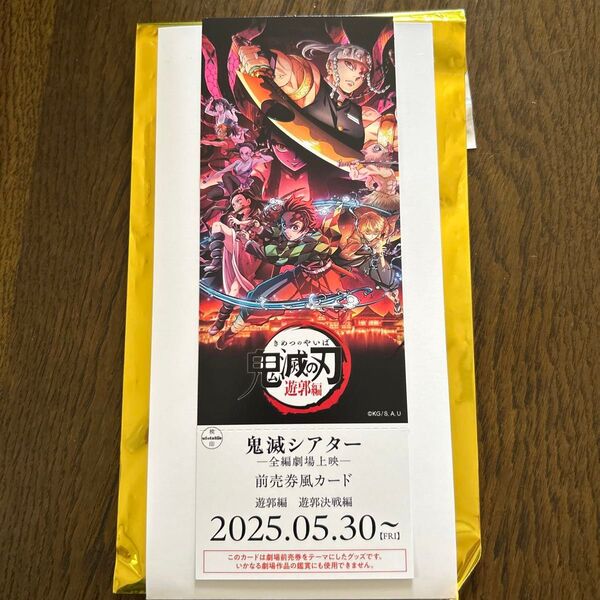 きめつのやいば
鬼滅の刃
遊郭編
©KG/S, A, U
検
ufotable
印
鬼滅シアター
―全編劇場上映―
前売券風カード
遊郭編 遊郭決戦編
2025.05.30～【FRI】
このカードは劇場前売券をテーマにしたグッズです。
いかなる劇場作品の鑑賞にも使用できません。